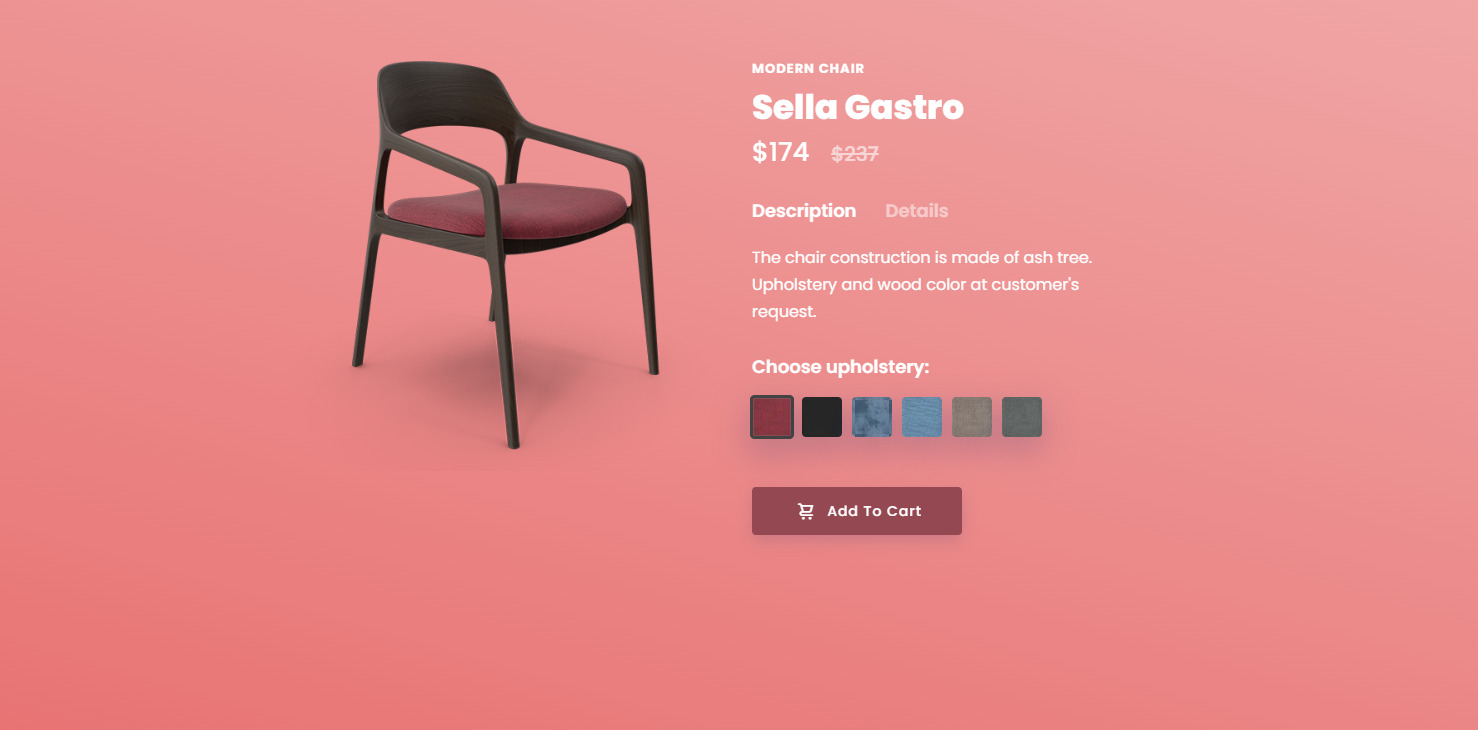 MODERN CHAIR
Sella Gastro
$174 $237
Description Details
The chair construction is made of ash tree.
Upholstery and wood color at customer's
request.
Choose upholstery:
Add To Cart